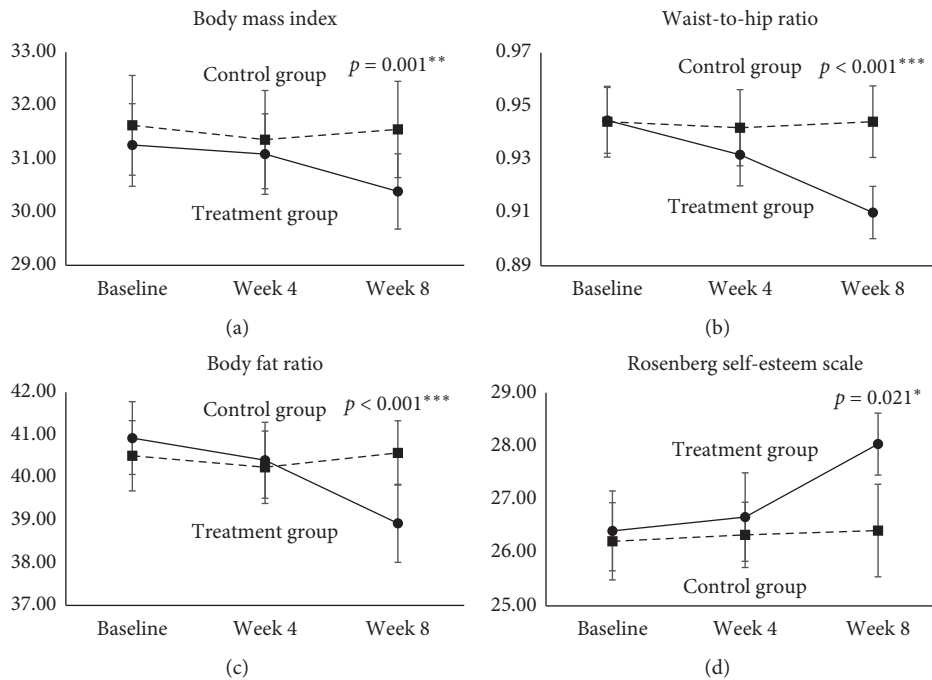 Body mass index
33.00
32.00
31.00
30.00
29.00
Control group
p = 0.001**
Treatment group
Baseline Week 4 Week 8
(a)
Waist-to-hip ratio
0.97
0.95
0.93
0.91
0.89
Control group
p < 0.001***
Treatment group
Baseline Week 4 Week 8
(b)
Body fat ratio
42.00
41.00
40.00
39.00
38.00
37.00
Control group
p < 0.001***
Treatment group
Baseline Week 4 Week 8
(c)
Rosenberg self-esteem scale
29.00
28.00
27.00
26.00
25.00
p = 0.021*
Treatment group
Control group
Baseline Week 4 Week 8
(d)